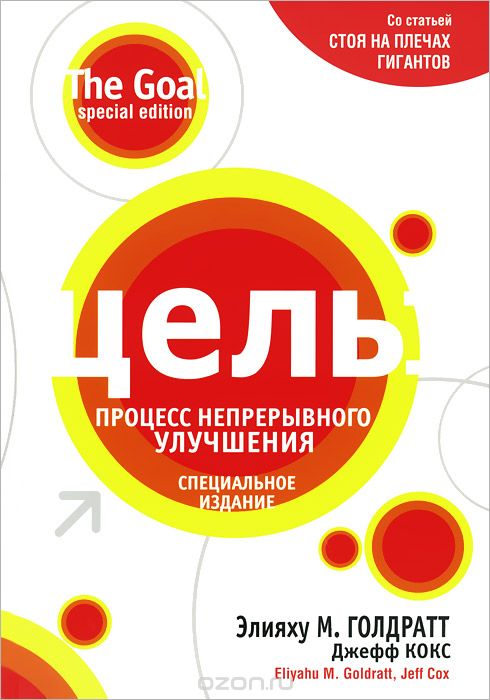 Со статьей
СТОЯ НА ПЛЕЧАХ
ГИГАНТОВ
The Goal
special edition
цель
ПРОЦЕСС НЕПРЕРЫВНОГО
УЛУЧШЕНИЯ
СПЕЦИАЛЬНОЕ
ИЗДАНИЕ
Элияху М. ГОЛДРАТТ
Джефф КОКС
Eliyahu M. Goldratt, Jeff Cox
ozon.ru